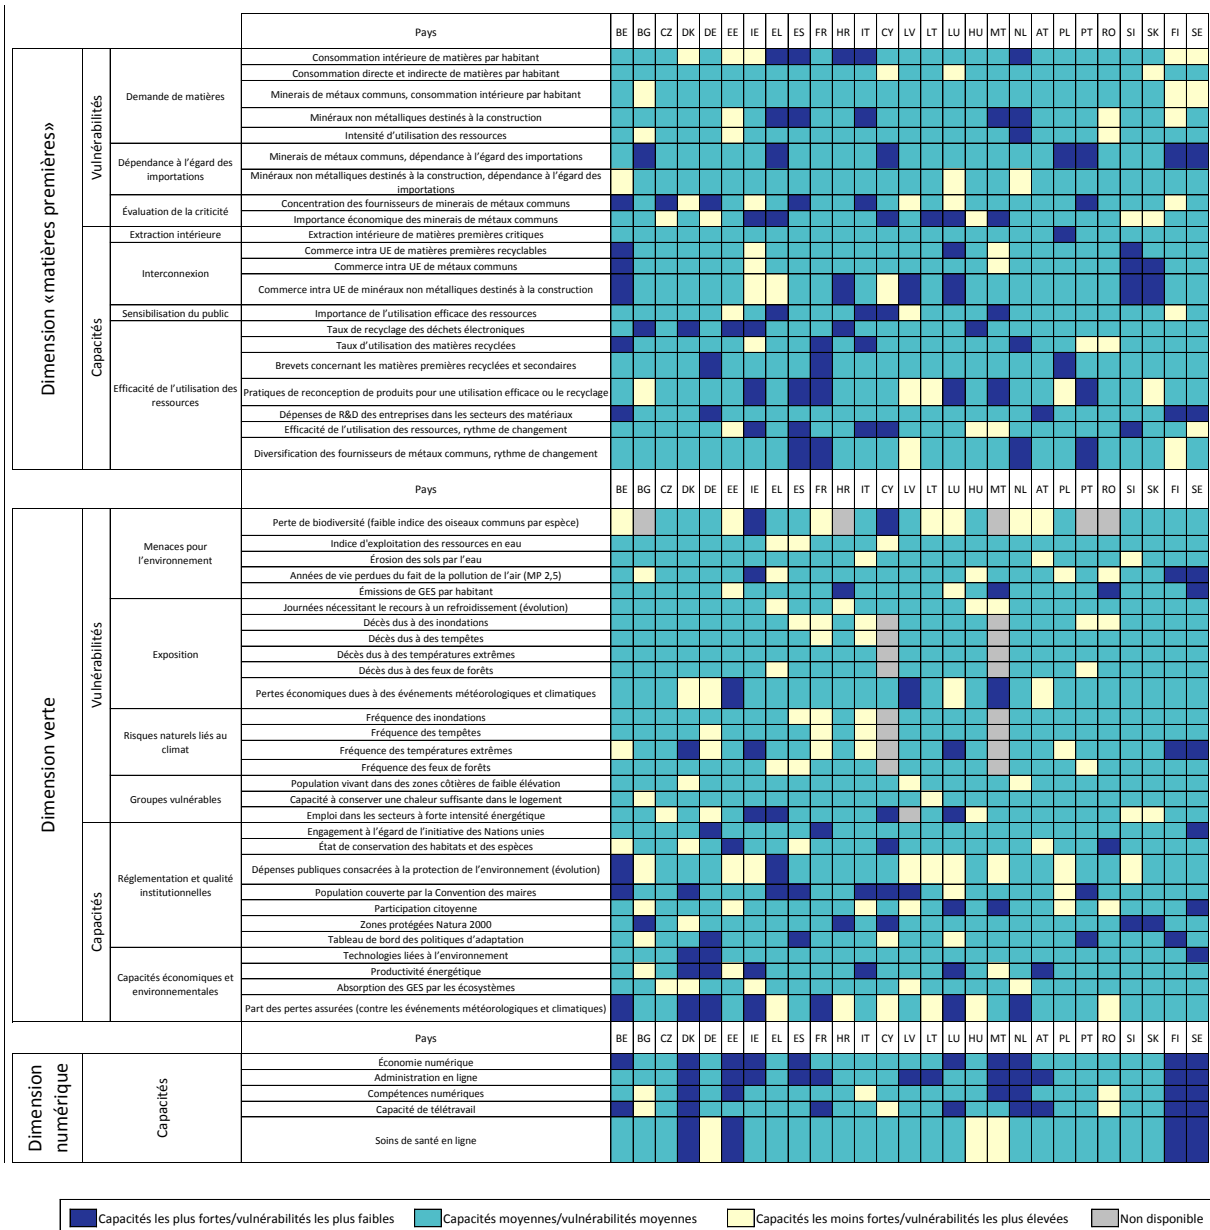 Pays BE BG CZ DK DE EE IE EL ES FR HR IT CY LV LT LU HU MT NL AT PL PT RO SI SK FI SE
Dimension «matières premières»
Vulnérabilités
Demande de matières
Consommation intérieure de matières par habitant
Consommation directe et indirecte de matières par habitant
Minerais de métaux communs, consommation intérieure par habitant
Minéraux non métalliques destinés à la construction
Intensité d'utilisation des ressources
Dépendance à l'égard des
importations
Minerais de métaux communs, dépendance à l'égard des importations
Minéraux non métalliques destinés à la construction, dépendance à l'égard des
importations
Évaluation de la criticité
Concentration des fournisseurs de minerais de métaux communs
Importance économique des minerais de métaux communs
Capacités
Extraction intérieure
Extraction intérieure de matières premières critiques
Interconnexion
Commerce intra UE de matières premières recyclables
Commerce intra UE de métaux communs
Commerce intra UE de minéraux non métalliques destinés à la construction
Sensibilisation du public
Importance de l'utilisation efficace des ressources
Efficacité de l'utilisation des
ressources
Taux de recyclage des déchets électroniques
Taux d'utilisation des matières recyclées
Brevets concernant les matières premières recyclées et secondaires
Pratiques de reconception de produits pour une utilisation efficace ou le recyclage
Dépenses de R&D des entreprises dans les secteurs des matériaux
Efficacité de l'utilisation des ressources, rythme de changement
Diversification des fournisseurs de métaux communs, rythme de changement
Pays BE BG CZ DK DE EE IE EL ES FR HR IT CY LV LT LU HU MT NL AT PL PT RO SI SK FI SE
Dimension verte
Vulnérabilités
Menaces pour
l'environnement
Perte de biodiversité (faible indice des oiseaux communs par espèce)
Indice d'exploitation des ressources en eau
Érosion des sols par l'eau
Années de vie perdues du fait de la pollution de l'air (MP 2,5)
Émissions de GES par habitant
Exposition
Journées nécessitant le recours à un refroidissement (évolution)
Décès dus à des inondations
Décès dus à des tempêtes
Décès dus à des températures extrêmes
Décès dus à des feux de forêts
Pertes économiques dues à des événements météorologiques et climatiques
Risques naturels liés au
climat
Fréquence des inondations
Fréquence des tempêtes
Fréquence des températures extrêmes
Fréquence des feux de forêts
Groupes vulnérables
Population vivant dans des zones côtières de faible élévation
Capacité à conserver une chaleur suffisante dans le logement
Emploi dans les secteurs à forte intensité énergétique
Capacités
Réglementation et qualité
institutionnelles
Engagement à l'égard de l'initiative des Nations unies
État de conservation des habitats et des espèces
Dépenses publiques consacrées à la protection de l'environnement (évolution)
Population couverte par la Convention des maires
Participation citoyenne
Zones protégées Natura 2000
Tableau de bord des politiques d'adaptation
Capacités économiques et
environnementales
Technologies liées à l'environnement
Productivité énergétique
Absorption des GES par les écosystèmes
Part des pertes assurées (contre les événements météorologiques et climatiques)
Pays BE BG CZ DK DE EE IE EL ES FR HR IT CY LV LT LU HU MT NL AT PL PT RO SI SK FI SE
Dimension
numérique
Capacités
Économie numérique
Administration en ligne
Compétences numériques
Capacité de télétravail
Soins de santé en ligne
Capacités les plus fortes/vulnérabilités les plus faibles Capacités moyennes/vulnérabilités moyennes Capacités les moins fortes/vulnérabilités les plus élevées Non disponible